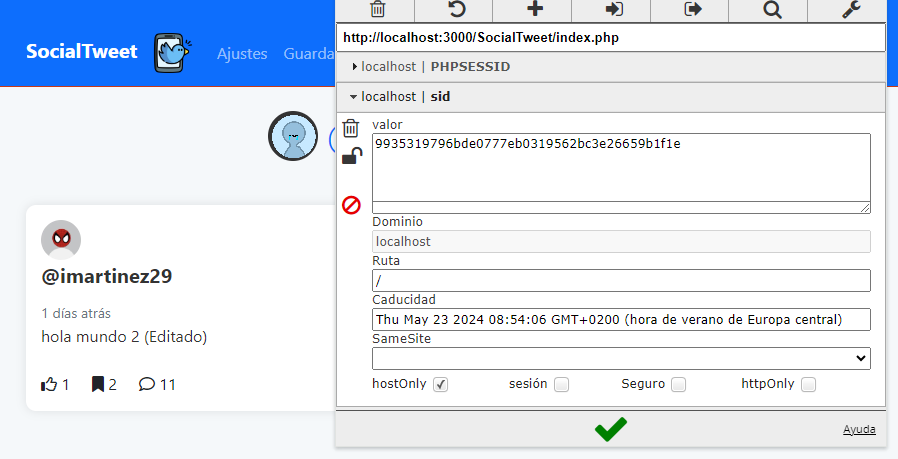 SocialTweet Ajustes Guarda
http://localhost:3000/SocialTweet/index.php
localhost | PHPSESSID
localhost | sid
valor
9935319796bde0777eb0319562bc3e26659b1f1e
Dominio
localhost
Ruta
/
Caducidad
Thu May 23 2024 08:54:06 GMT+0200 (hora de verano de Europa central)
SameSite
hostOnly sesión Seguro httpOnly
Ayuda
@imartinez29
1 días atrás
hola mundo 2 (Editado)
1 2 11